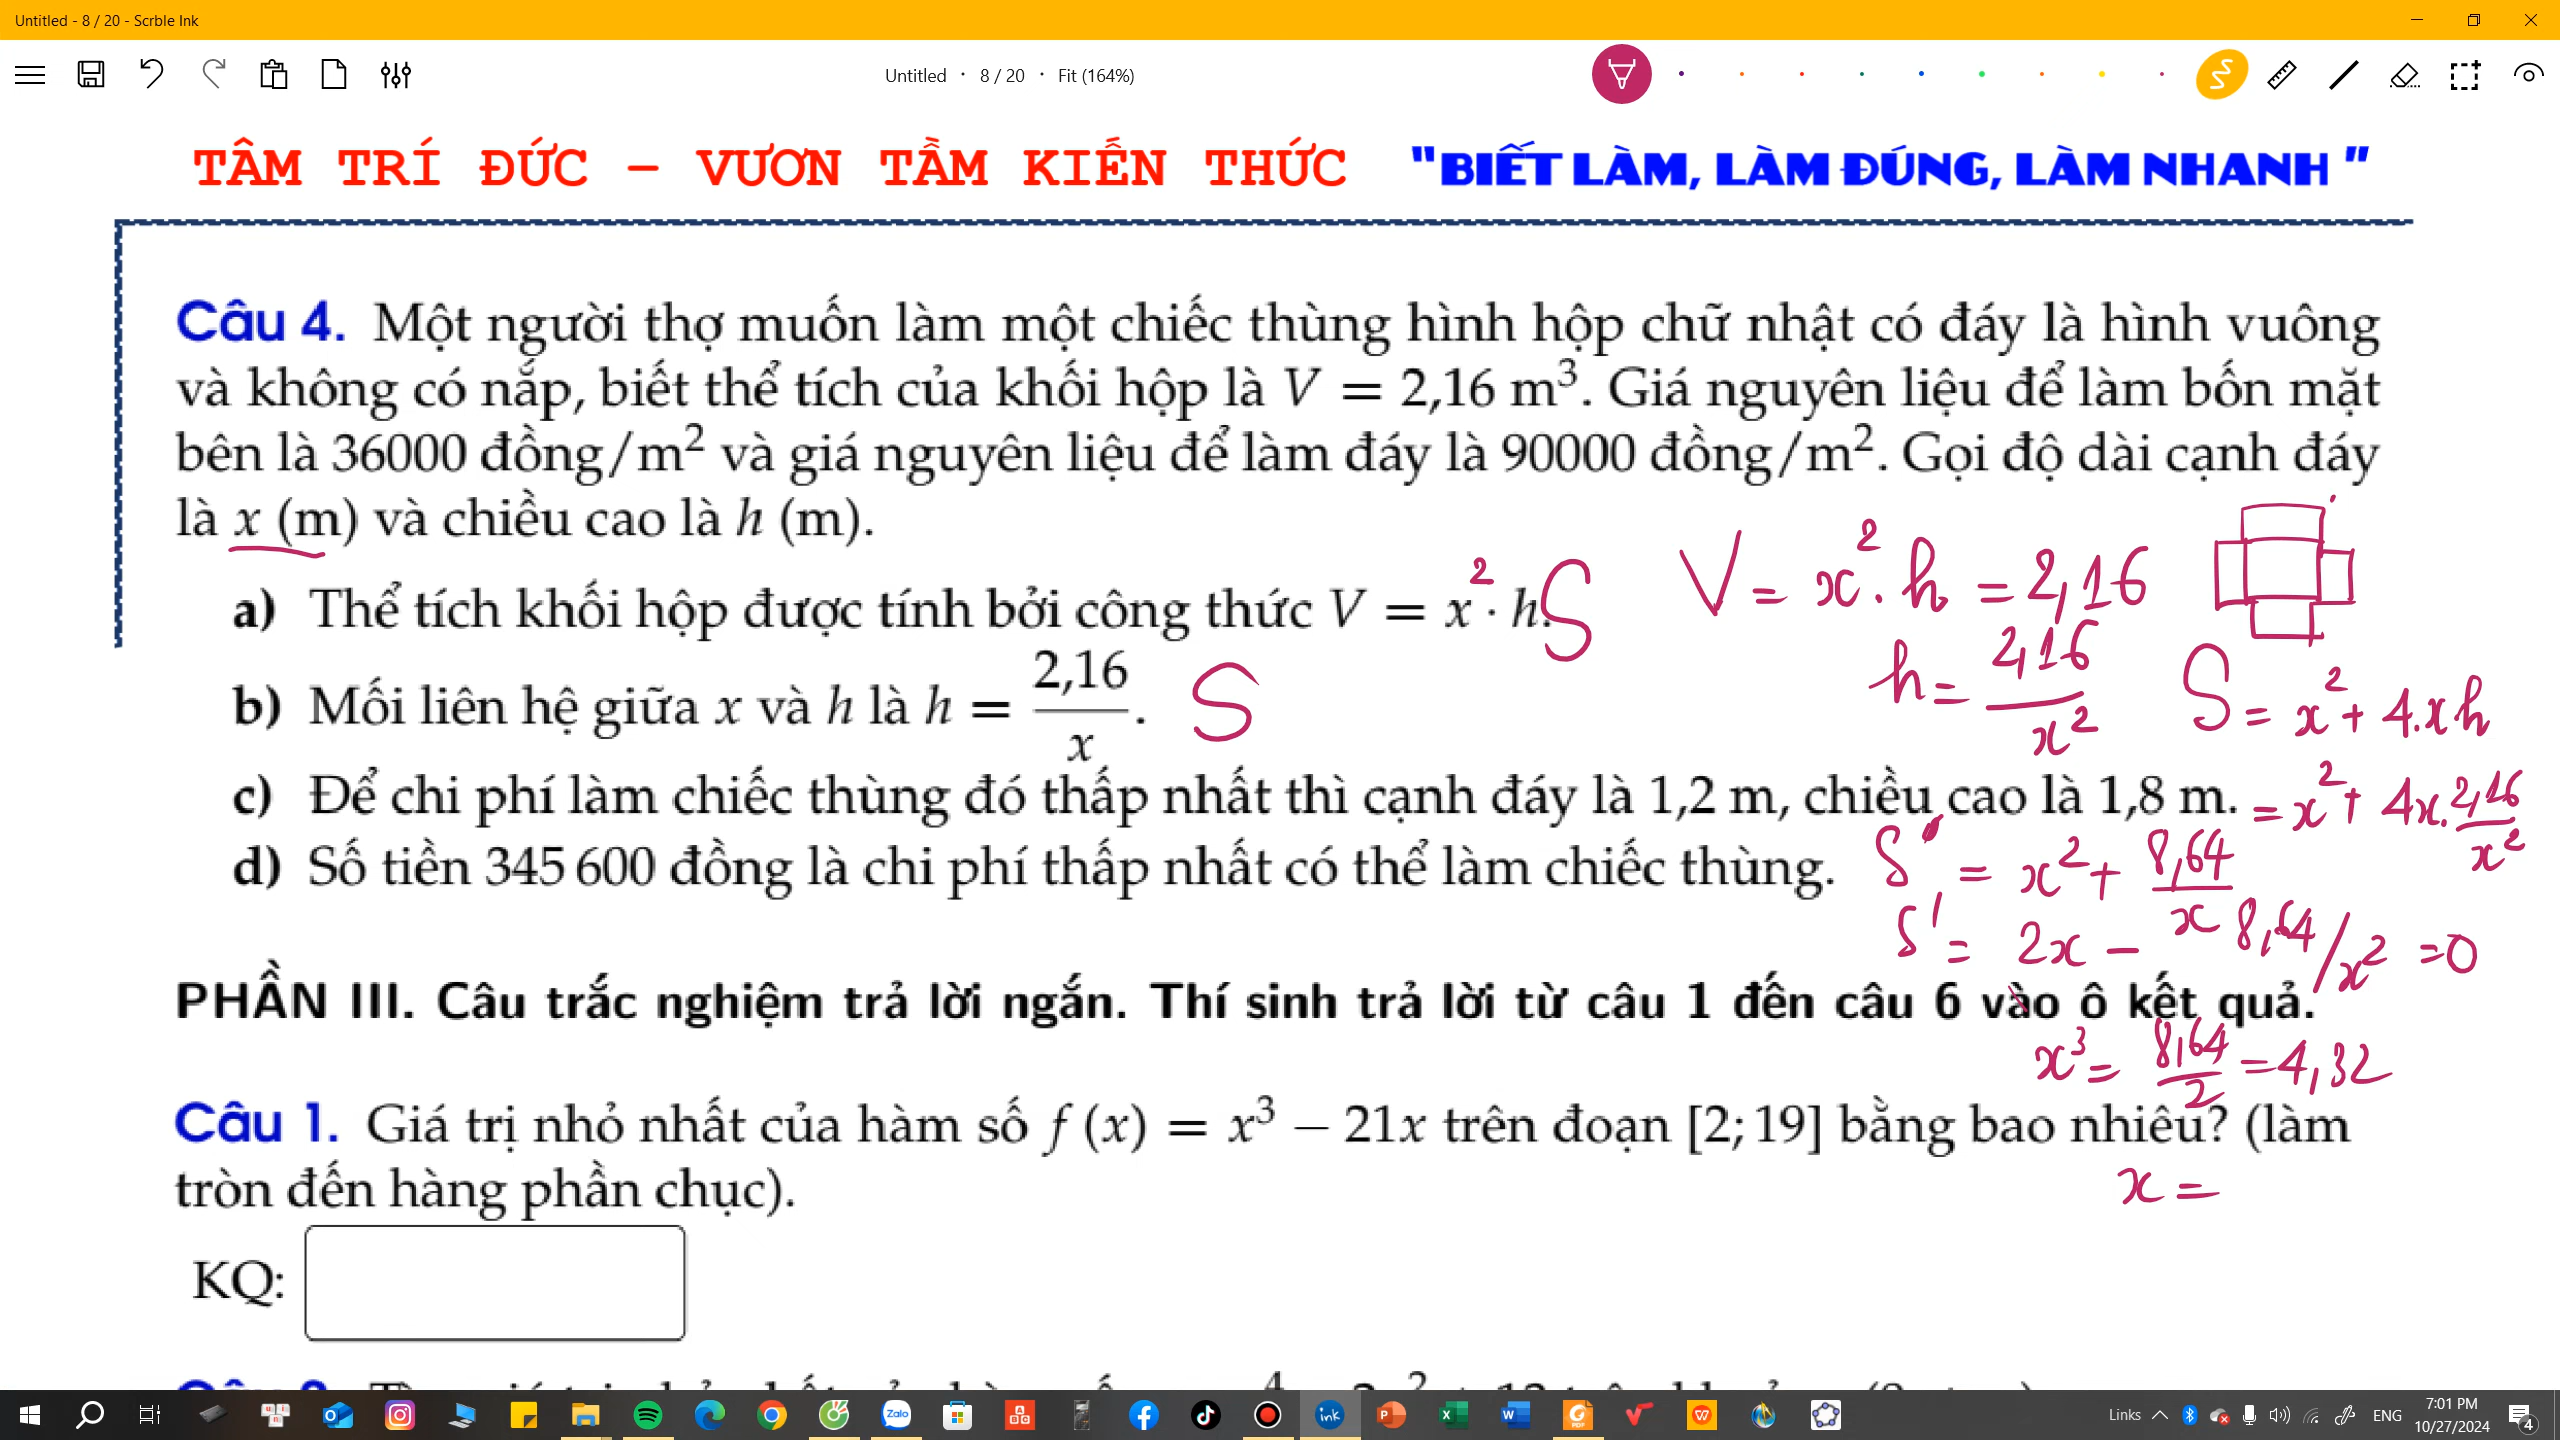 Untitled - 8 / 20 - Scrble Ink
Untitled · 8 / 20 · Fit (164%)
TÂM TRÍ ĐỨC – VƯƠN TẦM KIẾN THỨC "BIẾT LÀM, LÀM ĐÚNG, LÀM NHANH "
Câu 4. Một người thợ muốn làm một chiếc thùng hình hộp chữ nhật có đáy là hình vuông
và không có nắp, biết thể tích của khối hộp là V = 2,16 m³. Giá nguyên liệu để làm bốn mặt
bên là 36000 đồng/m² và giá nguyên liệu để làm đáy là 90000 đồng/m². Gọi độ dài cạnh đáy
là x (m) và chiều cao là h (m).
V = x². h = 2,16
a) Thể tích khối hộp được tính bởi công thức V = x² · h. S
h = 2,16/x²
S = x² + 4.xh
b) Mối liên hệ giữa x và h là h = 2,16/x. S
c) Để chi phí làm chiếc thùng đó thấp nhất thì cạnh đáy là 1,2 m, chiều cao là 1,8 m.
= x² + 4x. 2,16/x²
d) Số tiền 345 600 đồng là chi phí thấp nhất có thể làm chiếc thùng.
S = x² + 8,64/x
S' = 2x – 8,64/x² = 0
PHẦN III. Câu trắc nghiệm trả lời ngắn. Thí sinh trả lời từ câu 1 đến câu 6 vào ô kết quả.
x³ = 8,64/2 = 4,32
Câu 1. Giá trị nhỏ nhất của hàm số f (x) = x³ − 21x trên đoạn [2; 19] bằng bao nhiêu? (làm
tròn đến hàng phần chục).
x =
KQ:
Links
ENG
7:01 PM
10/27/2024
4